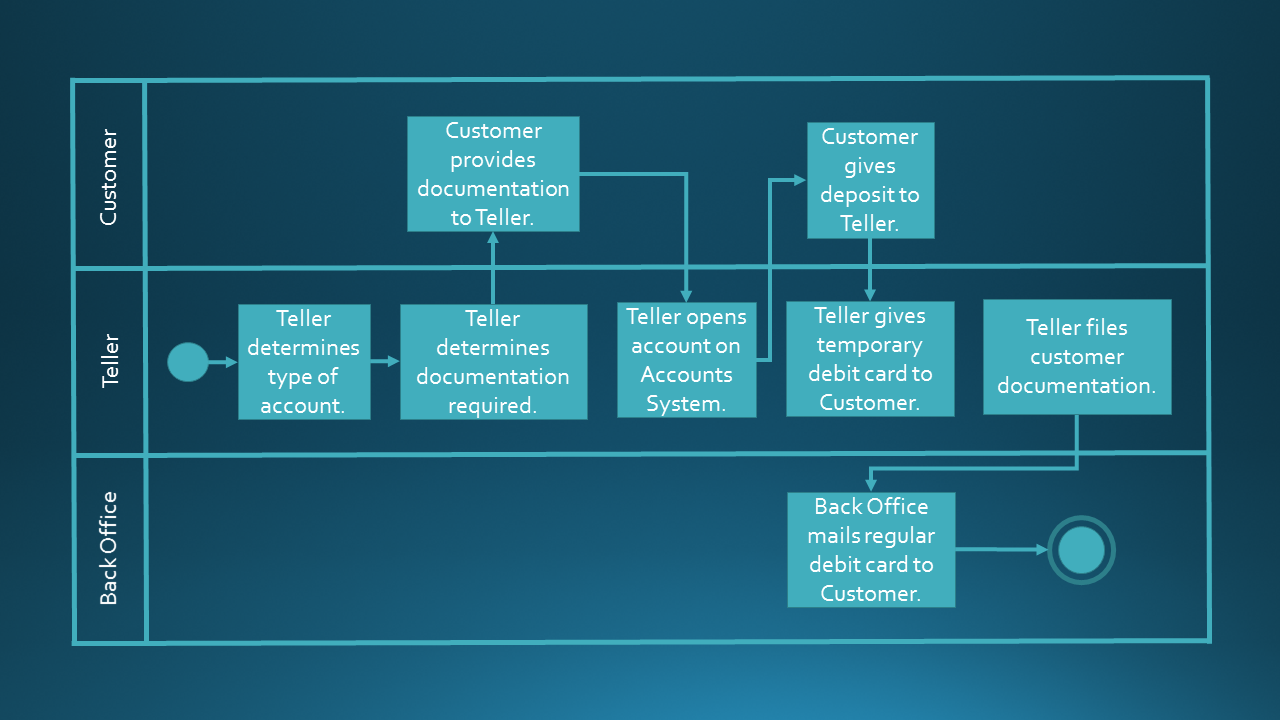 Customer
Customer
provides
documentation
to Teller.
Customer
gives
deposit to
Teller.
Teller
Teller
determines
type of
account.
Teller
determines
documentation
required.
Teller opens
account on
Accounts
System.
Teller gives
temporary
debit card to
Customer.
Teller files
customer
documentation.
Back Office
Back Office
mails regular
debit card to
Customer.